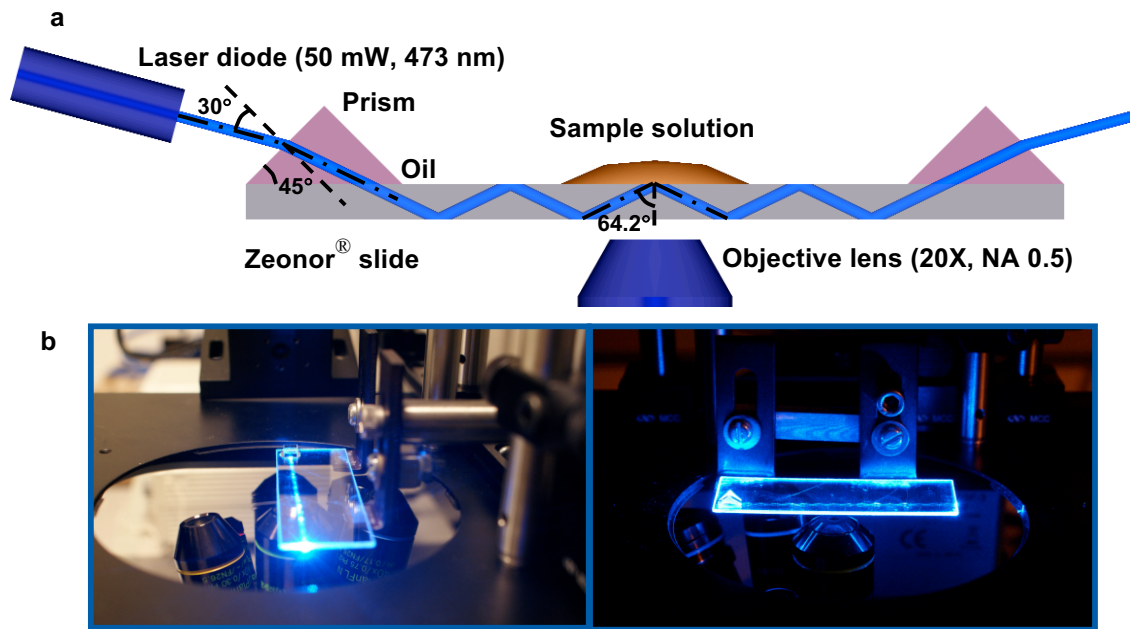 a
Laser diode (50 mW, 473 nm)
30°
Prism
Sample solution
Oil
45°
64.2°
Zeonor® slide
Objective lens (20X, NA 0.5)
b